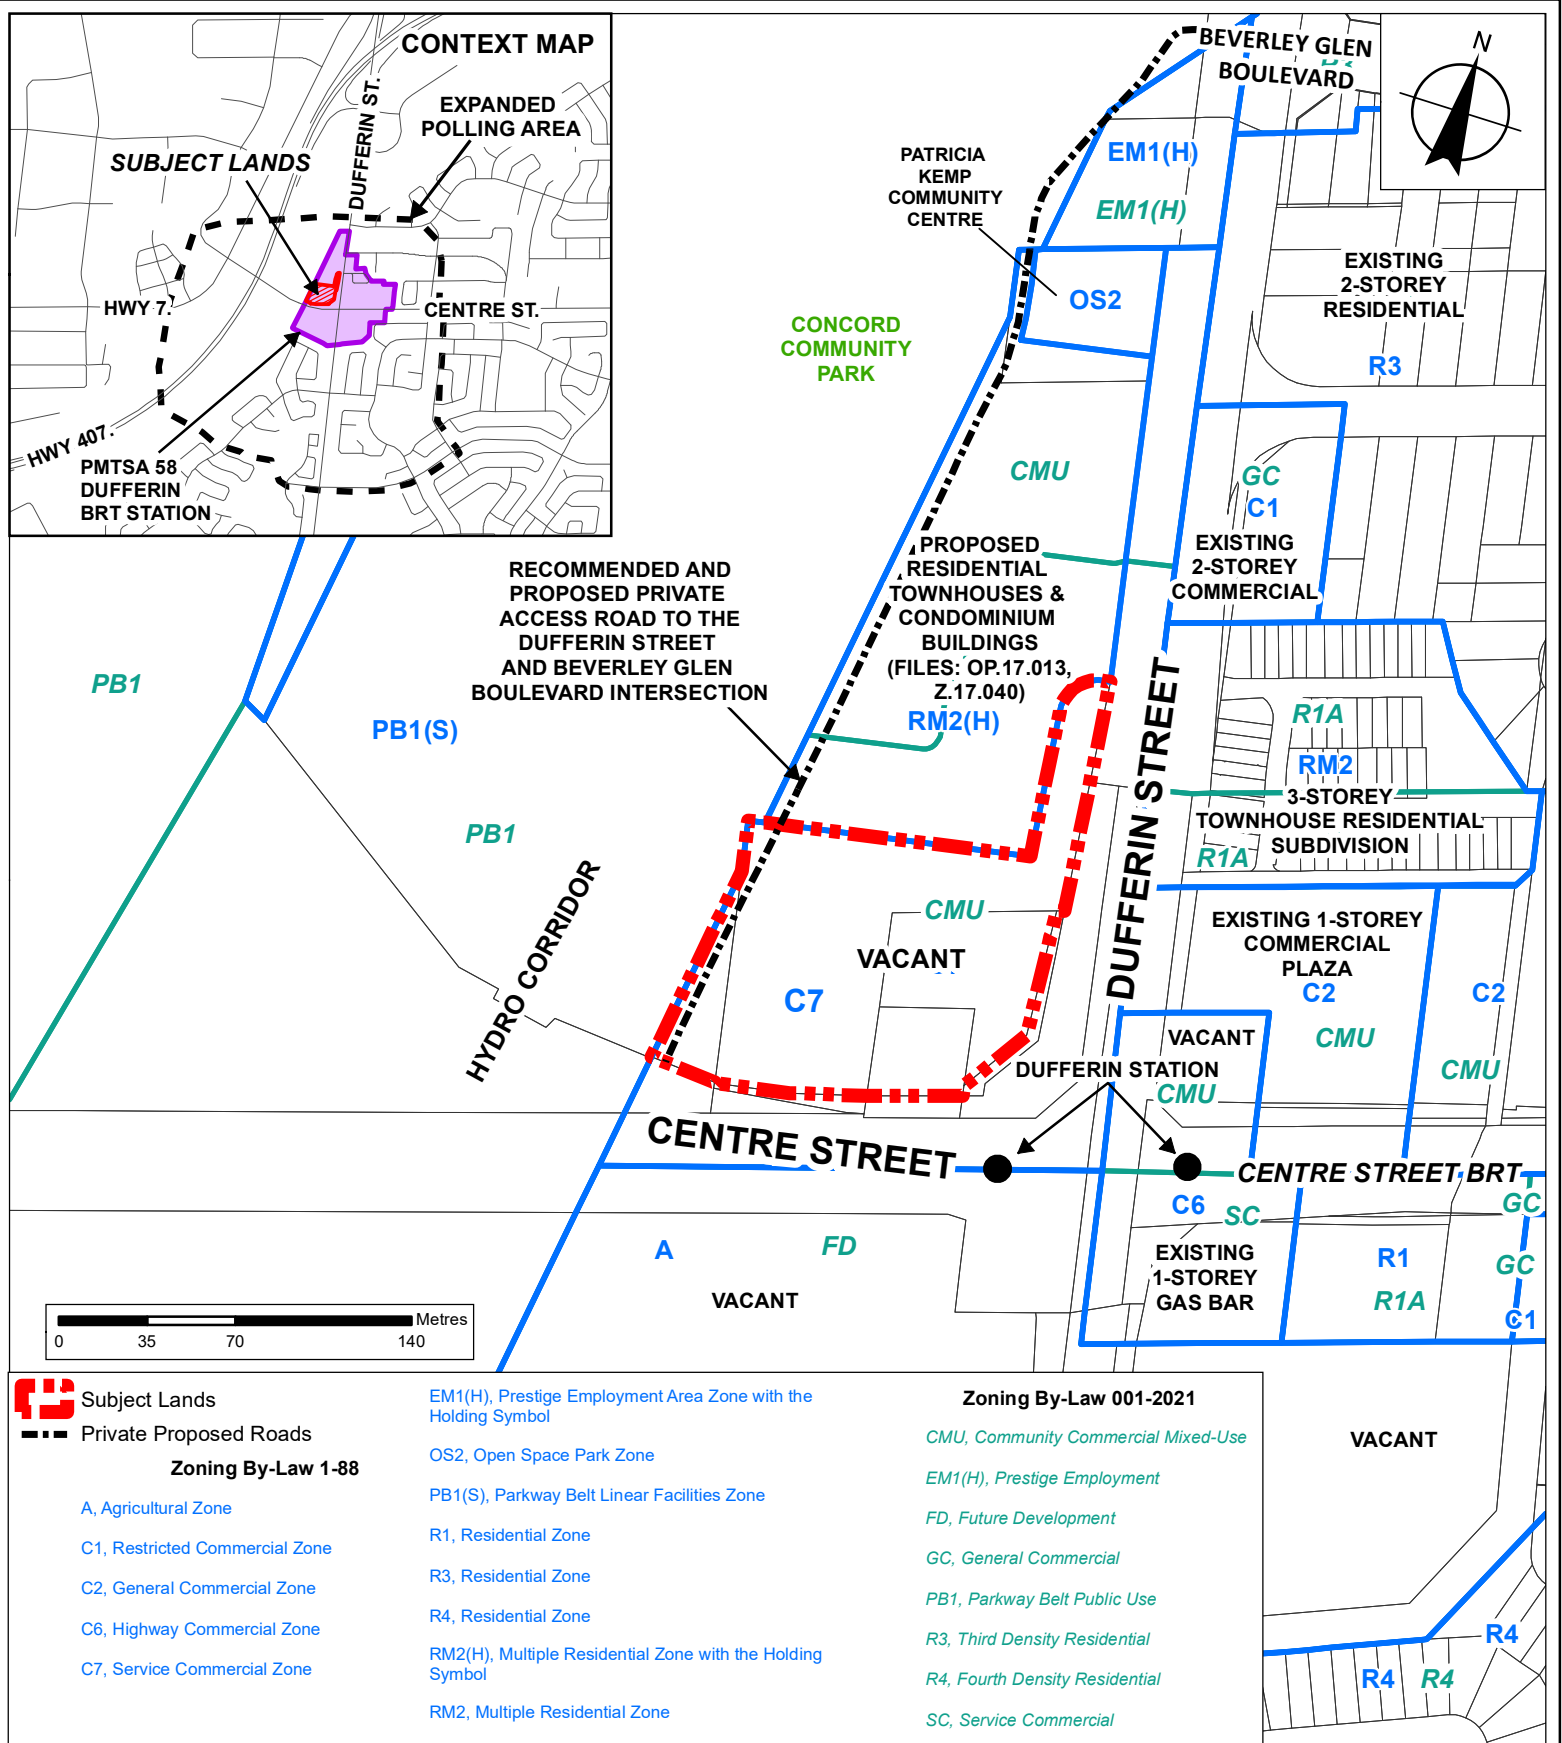 CONTEXT MAP
DUFFERIN ST.
EXPANDED
POLLING AREA
SUBJECT LANDS
HWY 7.
CENTRE ST.
HWY 407.
PMTSA 58
DUFFERIN
BRT STATION
BEVERLEY GLEN
BOULEVARD
N
EM1(H)
EM1(H)
PATRICIA
KEMP
COMMUNITY
CENTRE
OS2
EXISTING
2-STOREY
RESIDENTIAL
R3
CONCORD
COMMUNITY
PARK
CMU
GC
C1
EXISTING
2-STOREY
COMMERCIAL
RECOMMENDED AND
PROPOSED PRIVATE
ACCESS ROAD TO THE
DUFFERIN STREET
AND BEVERLEY GLEN
BOULEVARD INTERSECTION
PROPOSED
RESIDENTIAL
TOWNHOUSES &
CONDOMINIUM
BUILDINGS
(FILES: OP.17.013,
Z.17.040)
RM2(H)
PB1
PB1(S)
PB1
R1A
RM2
3-STOREY
TOWNHOUSE RESIDENTIAL
SUBDIVISION
R1A
DUFFERIN STREET
HYDRO CORRIDOR
CMU
VACANT
C7
EXISTING 1-STOREY
COMMERCIAL
PLAZA
C2
C2
CMU
CMU
VACANT
DUFFERIN STATION
CMU
CENTRE STREET
CENTRE STREET BRT
C6
SC
GC
EXISTING
1-STOREY
GAS BAR
R1
R1A
GC
C1
A
FD
VACANT
Metres
0 35 70 140
VACANT
R4
R4
R4
Subject Lands
Private Proposed Roads
Zoning By-Law 1-88
A, Agricultural Zone
C1, Restricted Commercial Zone
C2, General Commercial Zone
C6, Highway Commercial Zone
C7, Service Commercial Zone
EM1(H), Prestige Employment Area Zone with the
Holding Symbol
OS2, Open Space Park Zone
PB1(S), Parkway Belt Linear Facilities Zone
R1, Residential Zone
R3, Residential Zone
R4, Residential Zone
RM2(H), Multiple Residential Zone with the Holding
Symbol
RM2, Multiple Residential Zone
Zoning By-Law 001-2021
CMU, Community Commercial Mixed-Use
EM1(H), Prestige Employment
FD, Future Development
GC, General Commercial
PB1, Parkway Belt Public Use
R3, Third Density Residential
R4, Fourth Density Residential
SC, Service Commercial